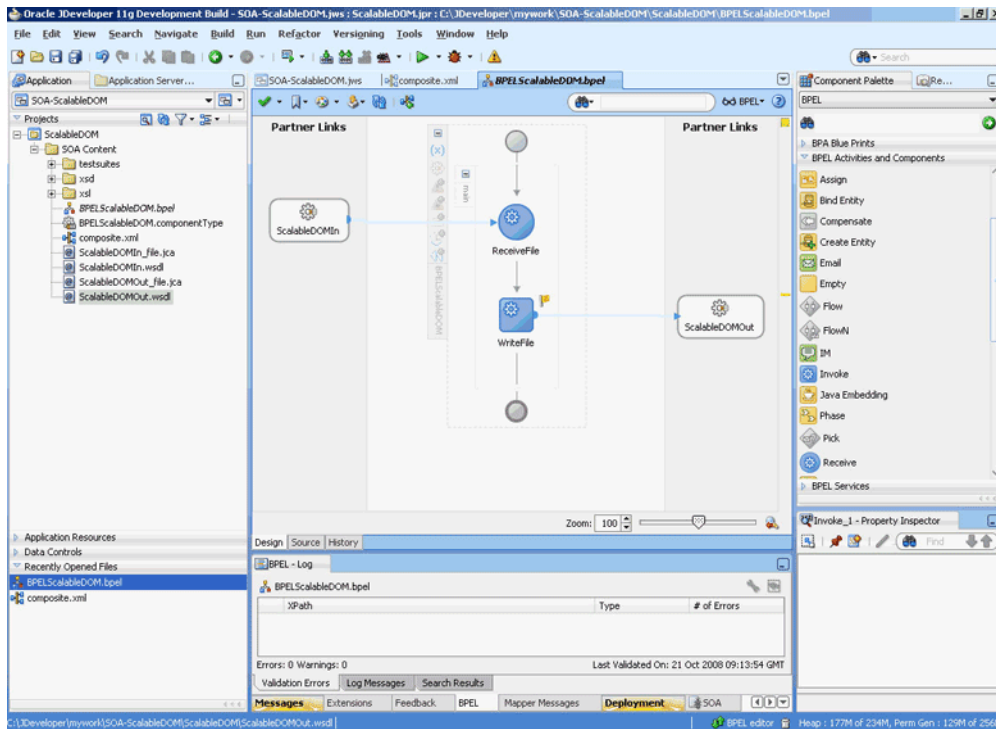 Oracle JDeveloper 11g Development Build - SOA-ScalableDOM.jws : ScalableDOM.jpr : C:\JDeveloper\mywork\SOA-ScalableDOM\ScalableDOM\BPELScalableDOM.bpel
File Edit View Search Navigate Build Run Refactor Versioning Tools Window Help
Search
Application Application Server...
SOA-ScalableDOM
Projects
ScalableDOM
SOA Content
testsuites
xsd
xsl
BPELScalableDOM.bpel
BPELScalableDOM.componentType
composite.xml
ScalableDOMIn_file.jca
ScalableDOMIn.wsdl
ScalableDOMOut_file.jca
ScalableDOMOut.wsdl
Application Resources
Data Controls
Recently Opened Files
BPELScalableDOM.bpel
composite.xml
SOA-ScalableDOM.jws composite.xml BPELScalableDOM.bpel
BPEL
Partner Links
Partner Links
(x)
main
BPELScalableDOM
ScalableDOMIn
ReceiveFile
WriteFile
ScalableDOMOut
Zoom: 100
Design Source History
BPEL - Log
BPELScalableDOM.bpel
XPath Type # of Errors
Errors: 0 Warnings: 0 Last Validated On: 21 Oct 2008 09:13:54 GMT
Validation Errors Log Messages Search Results
Messages Extensions Feedback BPEL Mapper Messages Deployment SOA
Component Palette Re...
BPEL
BPA Blue Prints
BPEL Activities and Components
Assign
Bind Entity
Compensate
Create Entity
Email
Empty
Flow
FlowN
IM
Invoke
Java Embedding
Phase
Pick
Receive
BPEL Services
Invoke_1 - Property Inspector
Find
C:\JDeveloper\mywork\SOA-ScalableDOM\ScalableDOM\ScalableDOMOut.wsdl BPEL editor Heap : 177M of 234M, Perm Gen : 129M of 256